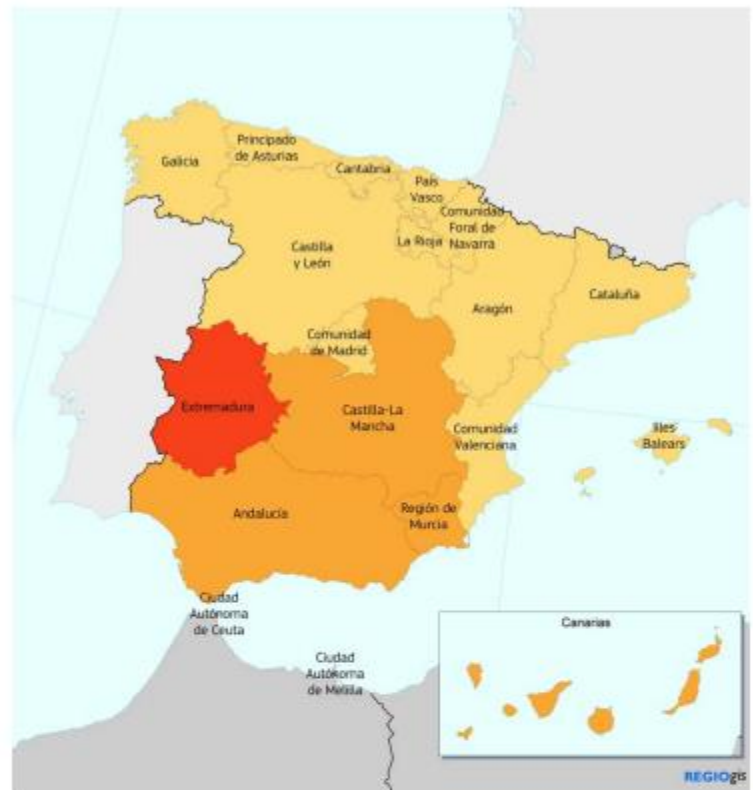 Galicia
Principado
de Asturias
Cantabria
País
Vasco
Comunidad
Foral de
Navarra
La Rioja
Castilla
y León
Aragón
Cataluña
Comunidad
de Madrid
Extremadura
Castilla-La
Mancha
Comunidad
Valenciana
Illes
Balears
Andalucía
Región de
Murcia
Ciudad
Autónoma
de Ceuta
Ciudad
Autónoma
de Melilla
Canarias
REGIOgis